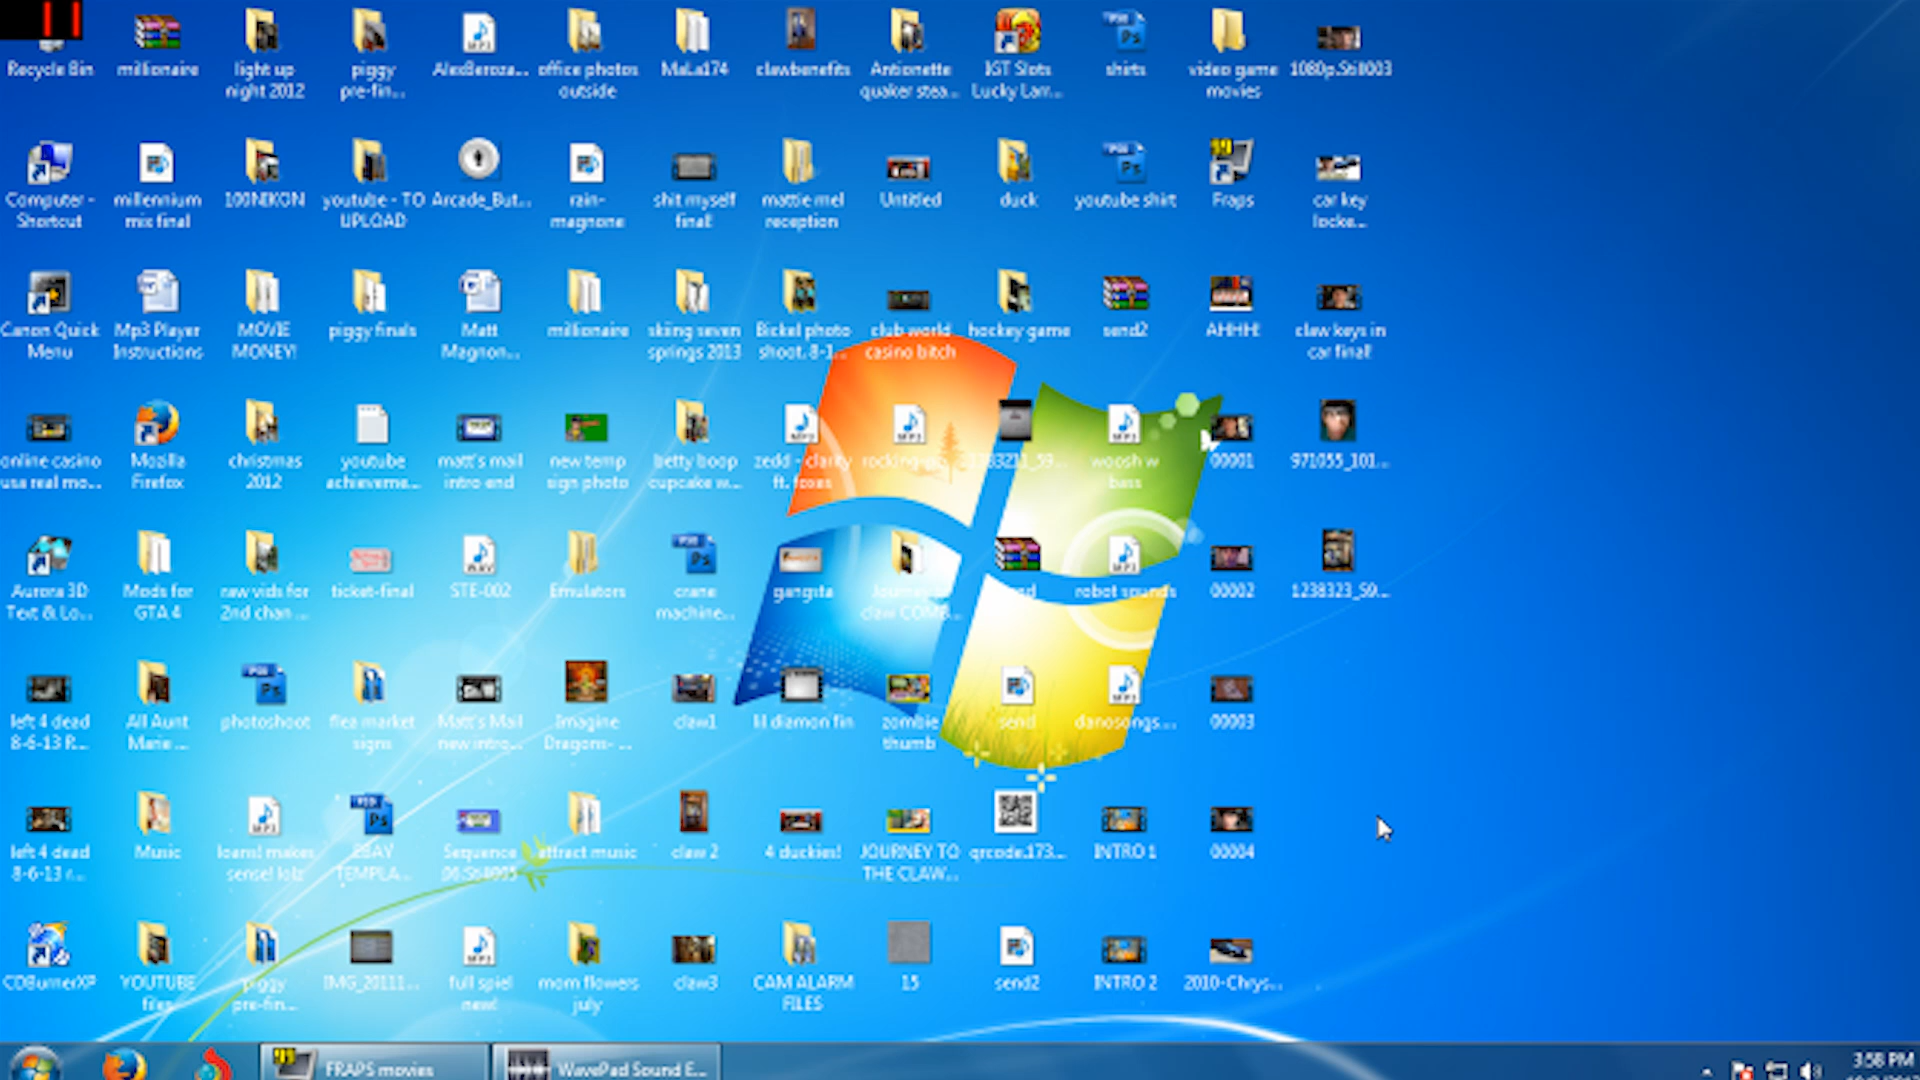 Recycle Bin
millionaire
light up
night 2012
piggy
pre-fin...
AlexBeroza...
office photos
outside
MaLa174
clawbenefits
Antionette
quaker stea...
IGT Slots
Lucky Larr...
shirts
video game
movies
1080p.Still003
Computer -
Shortcut
millennium
mix final
100NIKON
youtube - TO
UPLOAD
Arcade_But...
rain-
magnone
shit myself
final!
mattie mel
reception
Untitled
duck
youtube shirt
Fraps
car key
locke...
Canon Quick
Menu
Mp3 Player
Instructions
MOVIE
MONEY!
piggy finals
Matt
Magnon...
millionaire
skiing seven
springs 2013
Bickel photo
shoot. 8-1...
club world
casino bitch
hockey game
send2
AHHH!
claw keys in
car final!
online casino
usa real mo...
Mozilla
Firefox
christmas
2012
youtube
achieveme...
matt's mail
intro end
new temp
sign photo
betty boop
cupcake w...
zedd - clarity
ft. foxes
woosh w
bass
00001
971055_101...
Aurora 3D
Text & Lo...
Mods for
GTA 4
raw vids for
2nd chan ...
ticket-final
STE-002
Emulators
crane
machine...
gangsta
Journey to
claw COMB...
robot sounds
00002
1238323_59...
left 4 dead
8-6-13 R...
All Aunt
Marie ...
photoshoot
flea market
signs
Matt's Mail
new intro...
Imagine
Dragons- ...
claw1
lil diamon fin
zombie
thumb
send
danosongs....
00003
left 4 dead
8-6-13 r...
Music
loans! makes
sense! lolz
EBAY
TEMPLA...
Sequence
06.Still005
attract music
claw 2
4 duckies!
JOURNEY TO
THE CLAW...
qrcode.173...
INTRO 1
00004
CDBurnerXP
YOUTUBE
files
piggy
pre-fin...
IMG_20111...
full spiel
new!
mom flowers
july
claw3
CAM ALARM
FILES
15
send2
INTRO 2
2010-Chrys...
FRAPS movies
WavePad Sound E...
3:58 PM